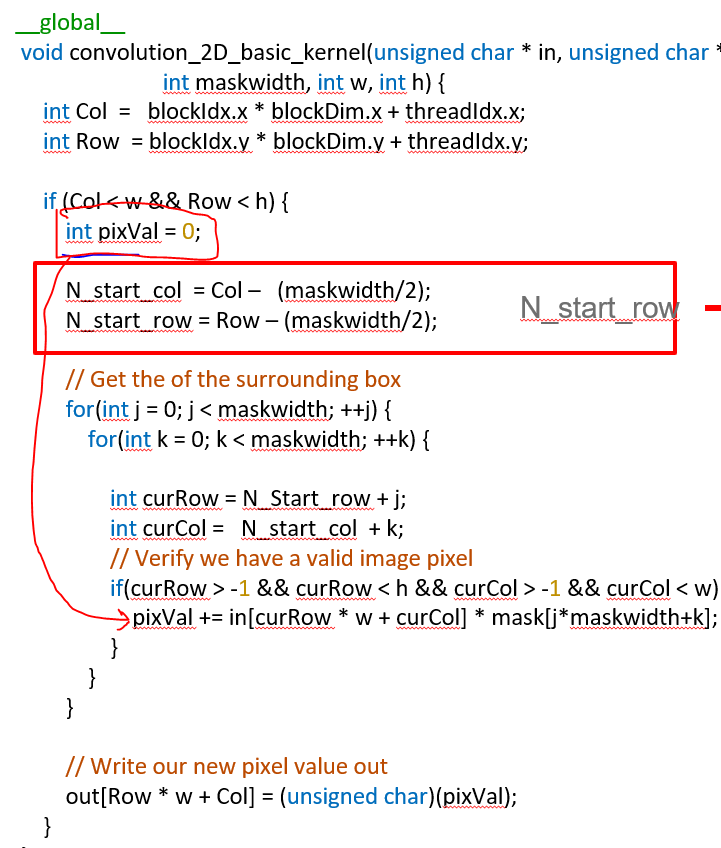 __global__
void convolution_2D_basic_kernel(unsigned char * in, unsigned char *
int maskwidth, int w, int h) {
int Col = blockIdx.x * blockDim.x + threadIdx.x;
int Row = blockIdx.y * blockDim.y + threadIdx.y;
if (Col < w && Row < h) {
int pixVal = 0;
N_start_col = Col – (maskwidth/2);
N_start_row = Row – (maskwidth/2);
N_start_row
// Get the of the surrounding box
for(int j = 0; j < maskwidth; ++j) {
for(int k = 0; k < maskwidth; ++k) {
int curRow = N_Start_row + j;
int curCol = N_start_col + k;
// Verify we have a valid image pixel
if(curRow > -1 && curRow < h && curCol > -1 && curCol < w)
pixVal += in[curRow * w + curCol] * mask[j*maskwidth+k];
}
}
}
// Write our new pixel value out
out[Row * w + Col] = (unsigned char)(pixVal);
}